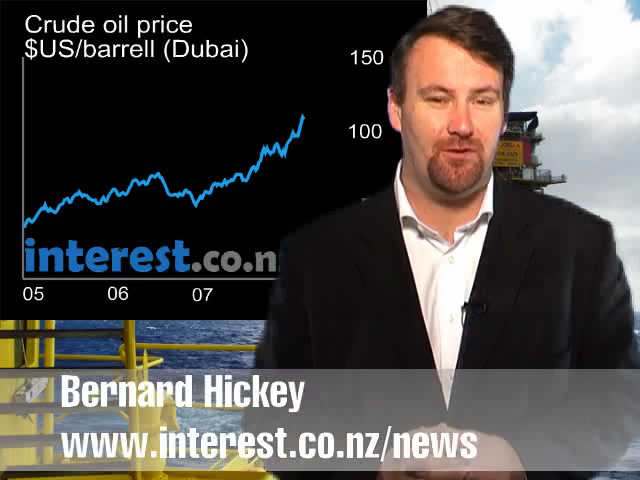 Crude oil price
$US/barrell (Dubai)
150
100
interest.co.n
05 06 07
Bernard Hickey
www.interest.co.nz/news